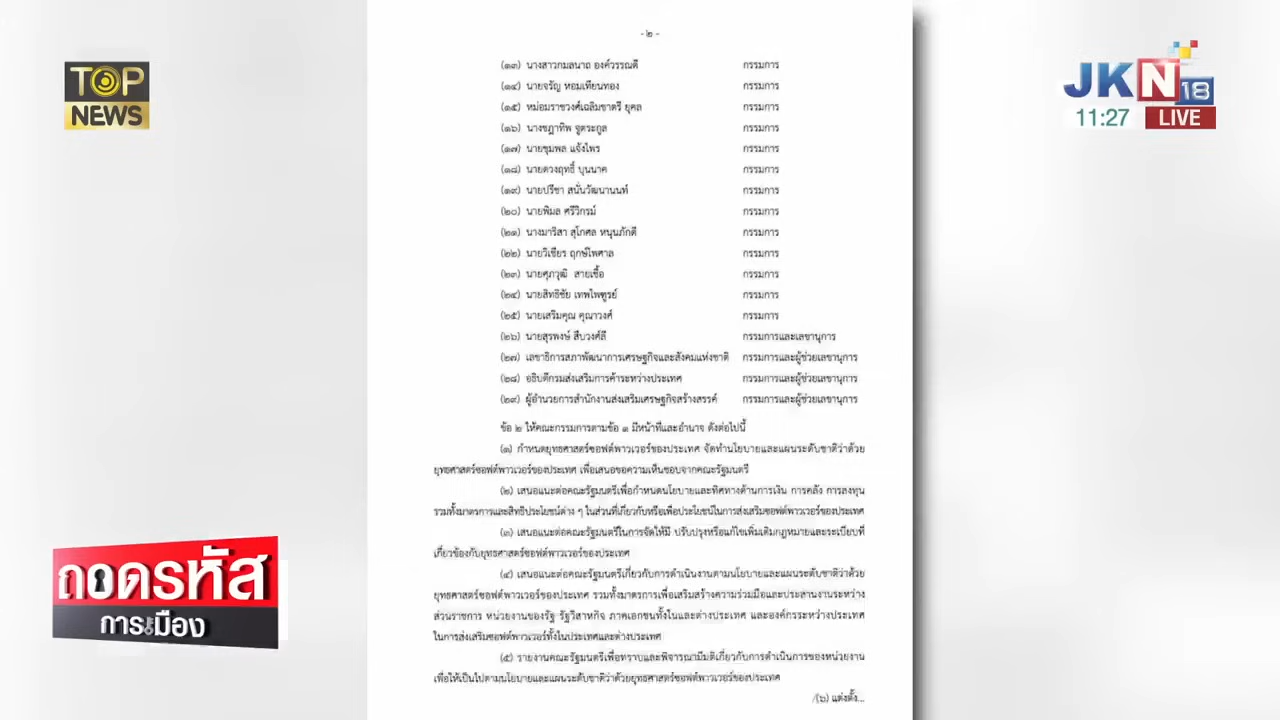 TOP
NEWS
JKN18
11:27 LIVE
- ๒ -
(๑๓) นางสาวกมลนาถ องค์วรรณดี กรรมการ
(๑๔) นายจรัญ หอมเทียนทอง กรรมการ
(๑๕) หม่อมราชวงศ์เฉลิมชาตรี ยุคล กรรมการ
(๑๖) นางชฎาทิพ จูตระกูล กรรมการ
(๑๗) นายชุมพล แจ้งไพร กรรมการ
(๑๘) นายดวงฤทธิ์ บุนนาค กรรมการ
(๑๙) นายปรีชา สนั่นวัฒนานนท์ กรรมการ
(๒๐) นายพิมล ศรีวิกรม์ กรรมการ
(๒๑) นางมาริสา สุโกศล หนุนภักดี กรรมการ
(๒๒) นายวิเชียร ฤกษ์ไพศาล กรรมการ
(๒๓) นายศุภวุฒิ สายเชื้อ กรรมการ
(๒๔) นายสิทธิชัย เทพไพฑูรย์ กรรมการ
(๒๕) นายเสริมคุณ คุณาวงศ์ กรรมการ
(๒๖) นายสุรพงษ์ สืบวงศ์ลี กรรมการและเลขานุการ
(๒๗) เลขาธิการสภาพัฒนาการเศรษฐกิจและสังคมแห่งชาติ กรรมการและผู้ช่วยเลขานุการ
(๒๘) อธิบดีกรมส่งเสริมการค้าระหว่างประเทศ กรรมการและผู้ช่วยเลขานุการ
(๒๙) ผู้อำนวยการสำนักงานส่งเสริมเศรษฐกิจสร้างสรรค์ กรรมการและผู้ช่วยเลขานุการ
ข้อ ๒ ให้คณะกรรมการตามข้อ ๑ มีหน้าที่และอำนาจ ดังต่อไปนี้
(๑) กำหนดยุทธศาสตร์ซอฟต์พาวเวอร์ของประเทศ จัดทำนโยบายและแผนระดับชาติว่าด้วย
ยุทธศาสตร์ซอฟต์พาวเวอร์ของประเทศ เพื่อเสนอขอความเห็นชอบจากคณะรัฐมนตรี
(๒) เสนอแนะต่อคณะรัฐมนตรีเพื่อกำหนดนโยบายและทิศทางด้านการเงิน การคลัง การลงทุน
รวมทั้งมาตรการและสิทธิประโยชน์ต่าง ๆ ในส่วนที่เกี่ยวกับหรือเพื่อประโยชน์ในการส่งเสริมซอฟต์พาวเวอร์ของประเทศ
(๓) เสนอแนะต่อคณะรัฐมนตรีในการจัดให้มี ปรับปรุงหรือแก้ไขเพิ่มเติมกฎหมายและระเบียบที่
เกี่ยวข้องกับยุทธศาสตร์ซอฟต์พาวเวอร์ของประเทศ
(๔) เสนอแนะต่อคณะรัฐมนตรีเกี่ยวกับการดำเนินงานตามนโยบายและแผนระดับชาติว่าด้วย
ยุทธศาสตร์ซอฟต์พาวเวอร์ของประเทศ รวมทั้งมาตรการเพื่อเสริมสร้างความร่วมมือและประสานงานระหว่าง
ส่วนราชการ หน่วยงานของรัฐ รัฐวิสาหกิจ ภาคเอกชนทั้งในและต่างประเทศ และองค์กรระหว่างประเทศ
ในการส่งเสริมซอฟต์พาวเวอร์ทั้งในประเทศและต่างประเทศ
(๕) รายงานคณะรัฐมนตรีเพื่อทราบและพิจารณามีมติเกี่ยวกับการดำเนินการของหน่วยงาน
เพื่อให้เป็นไปตามนโยบายและแผนระดับชาติว่าด้วยยุทธศาสตร์ซอฟต์พาวเวอร์ของประเทศ
/(๖) แต่งตั้ง...
ถอดรหัส
การเมือง